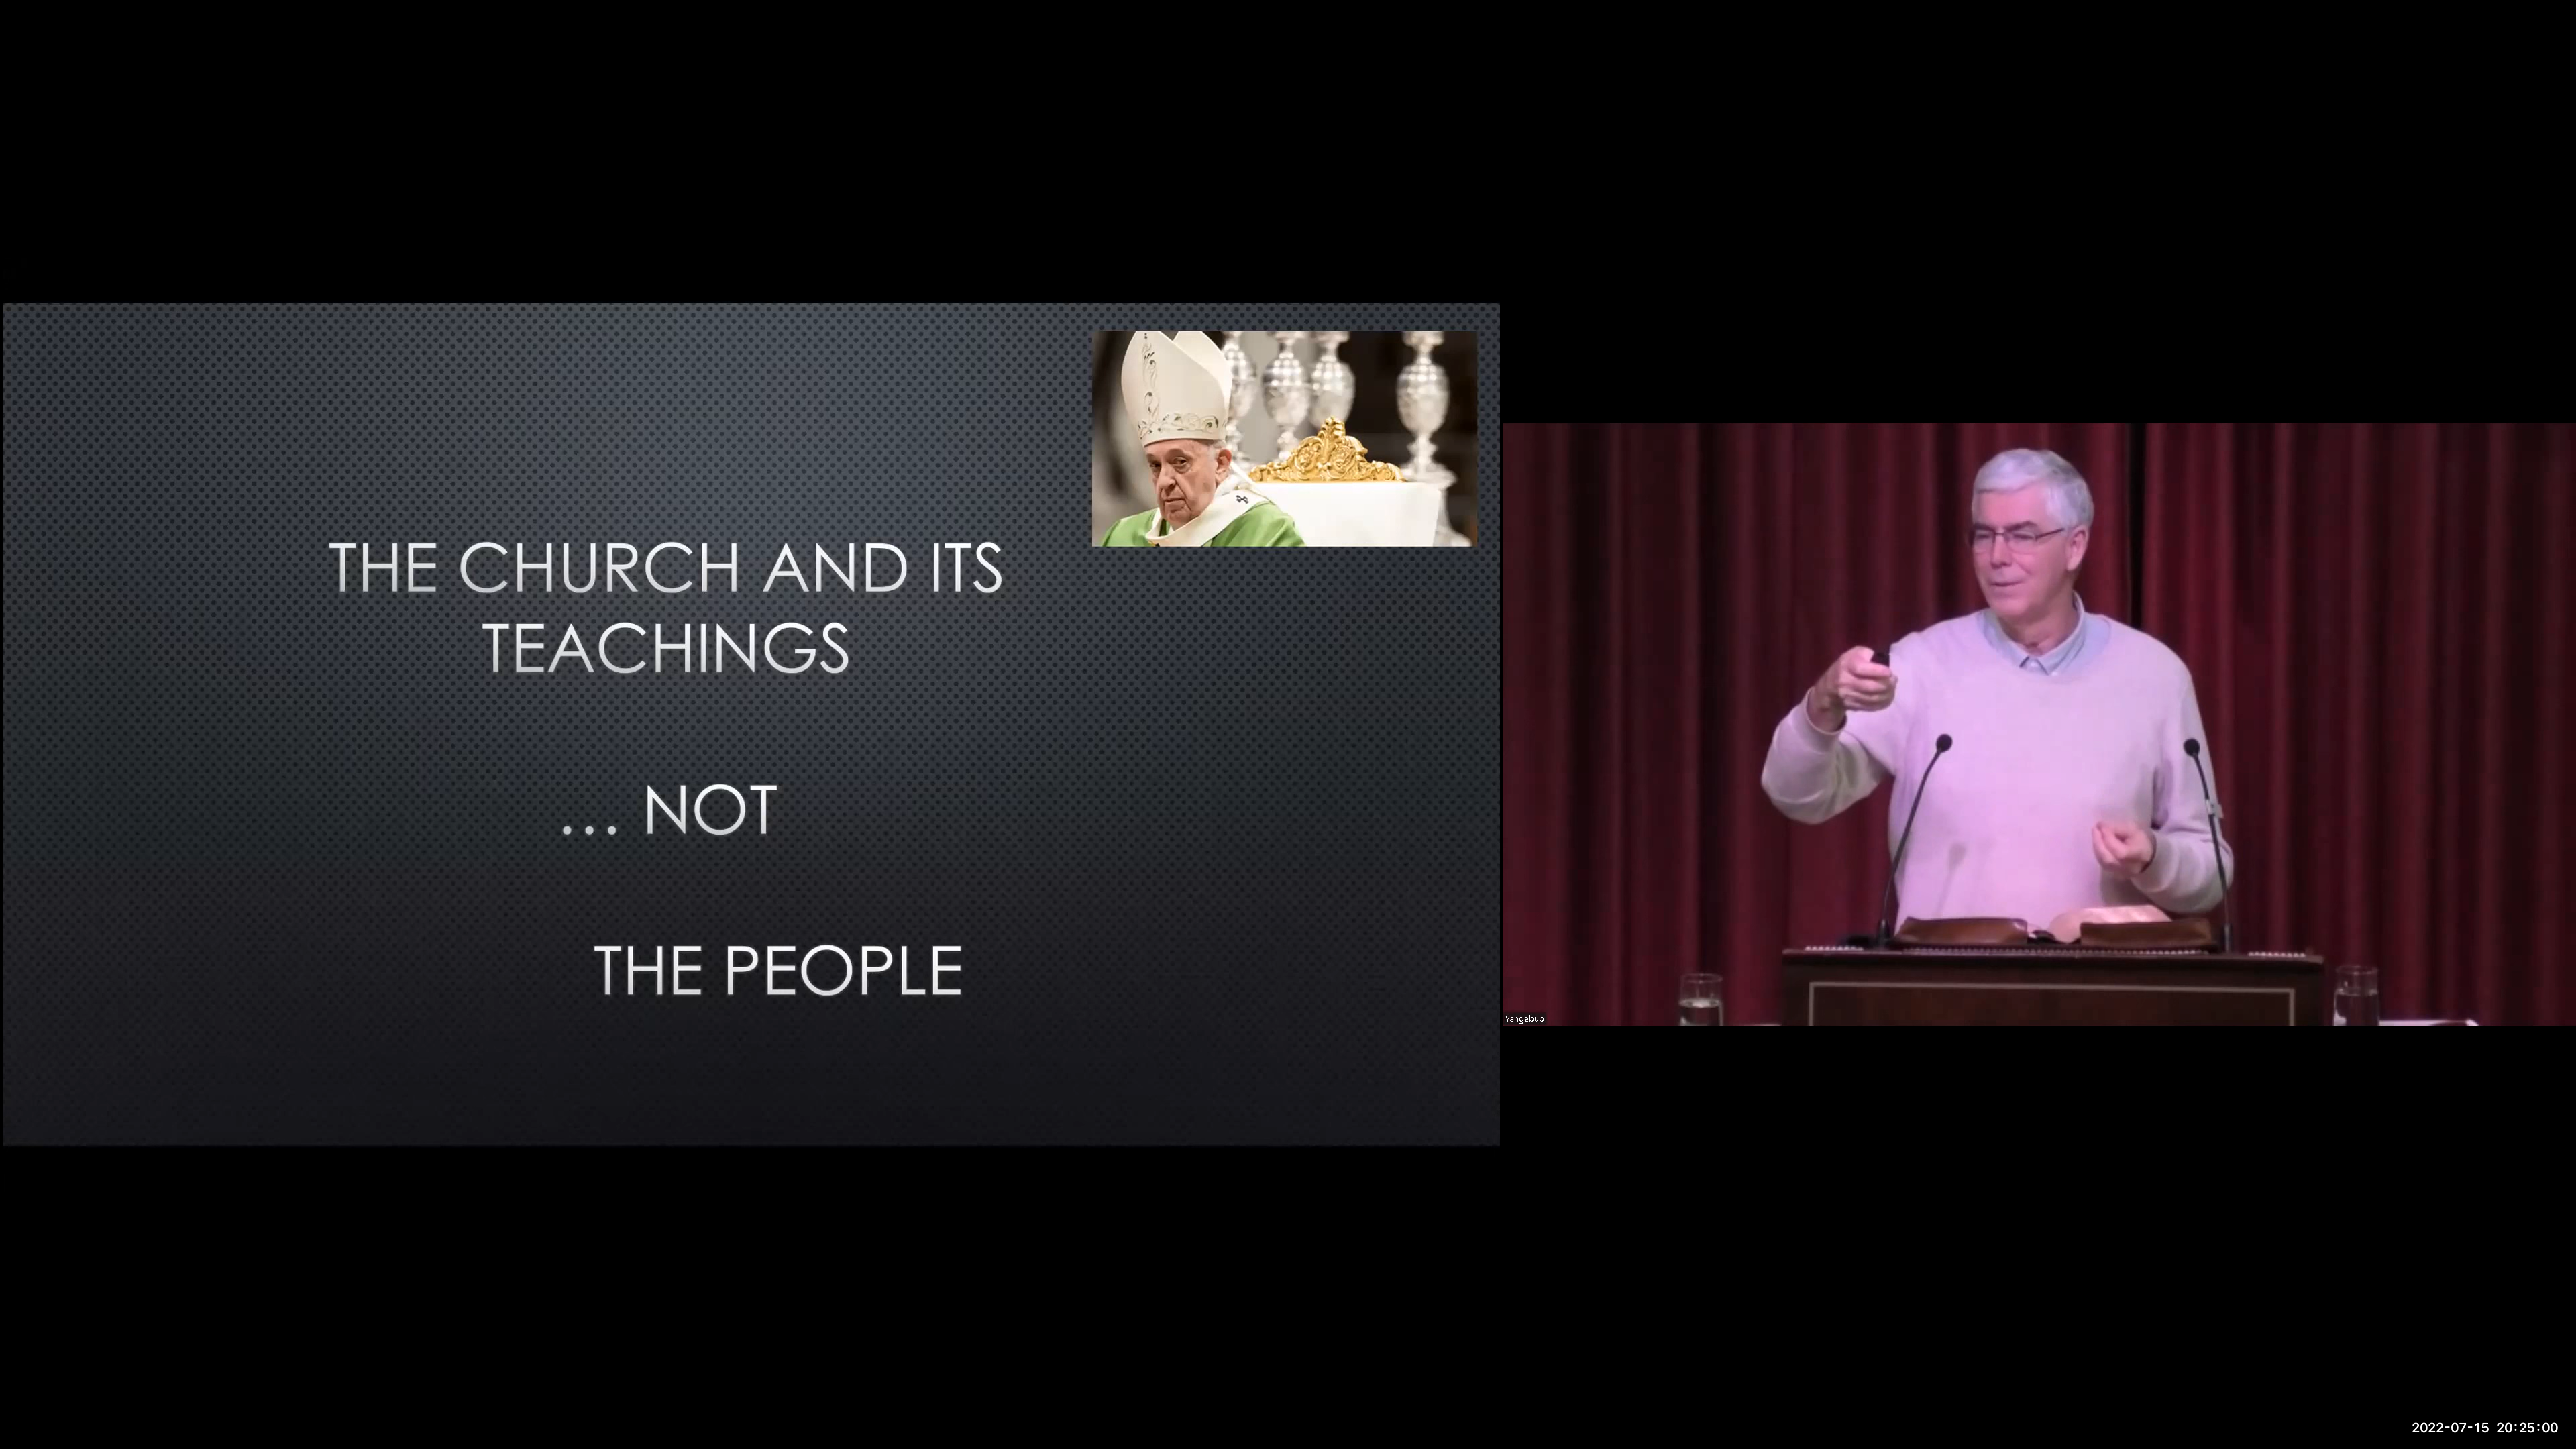 THE CHURCH AND ITS
TEACHINGS
... NOT
THE PEOPLE
Yangebup
2022-07-15 20:25:00